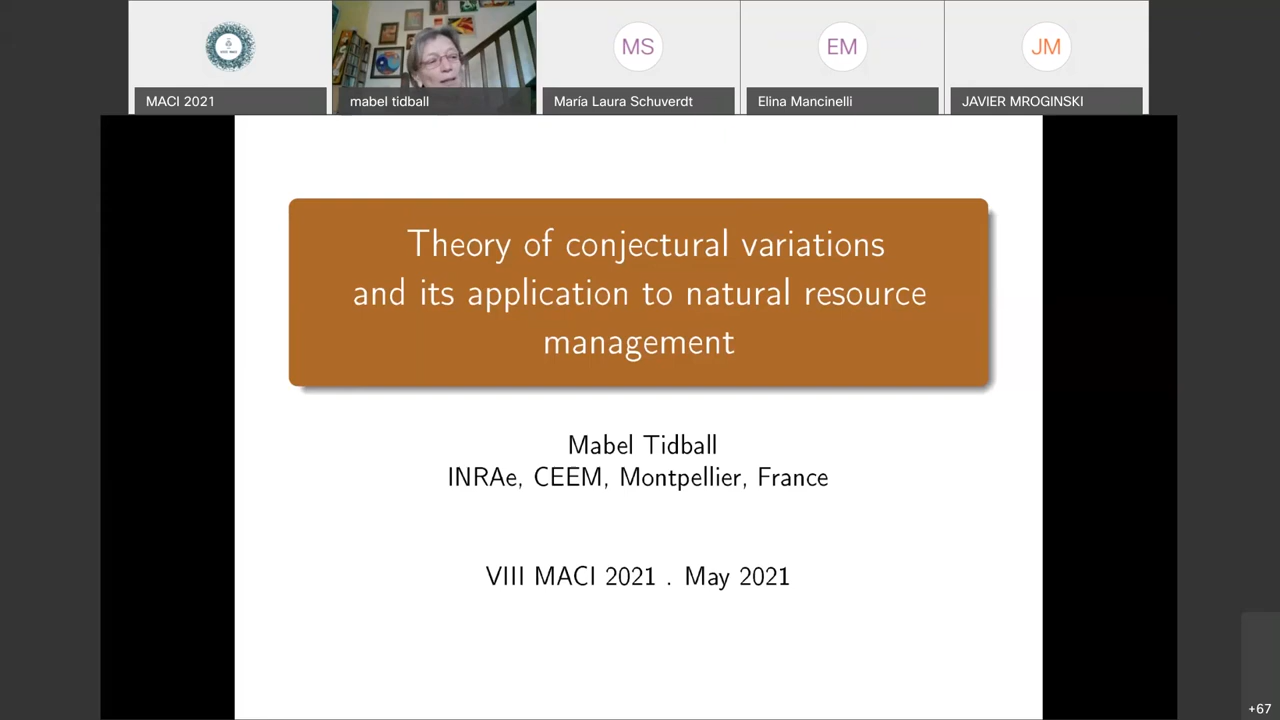 MS
EM
JM
MACI 2021
mabel tidball
María Laura Schuverdt
Elina Mancinelli
JAVIER MROGINSKI
Theory of conjectural variations
and its application to natural resource
management
Mabel Tidball
INRAe, CEEM, Montpellier, France
VIII MACI 2021 . May 2021
+67